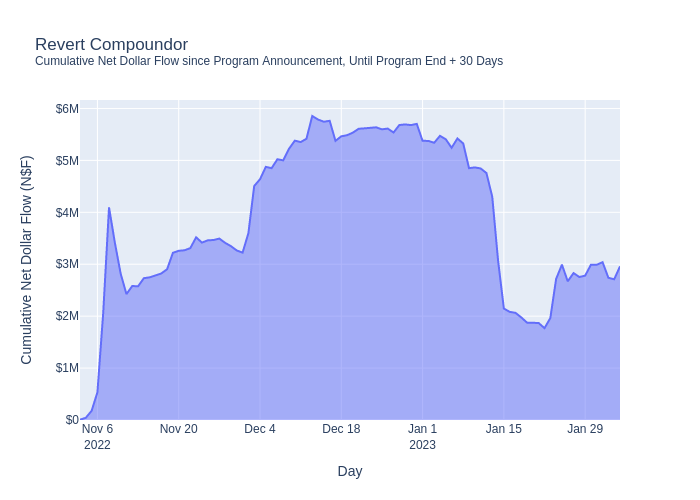 Revert Compoundor
Cumulative Net Dollar Flow since Program Announcement, Until Program End + 30 Days
Cumulative Net Dollar Flow (N$F)
$6M
$5M
$4M
$3M
$2M
$1M
$0
Nov 6
2022
Nov 20
Dec 4
Dec 18
Jan 1
2023
Jan 15
Jan 29
Day